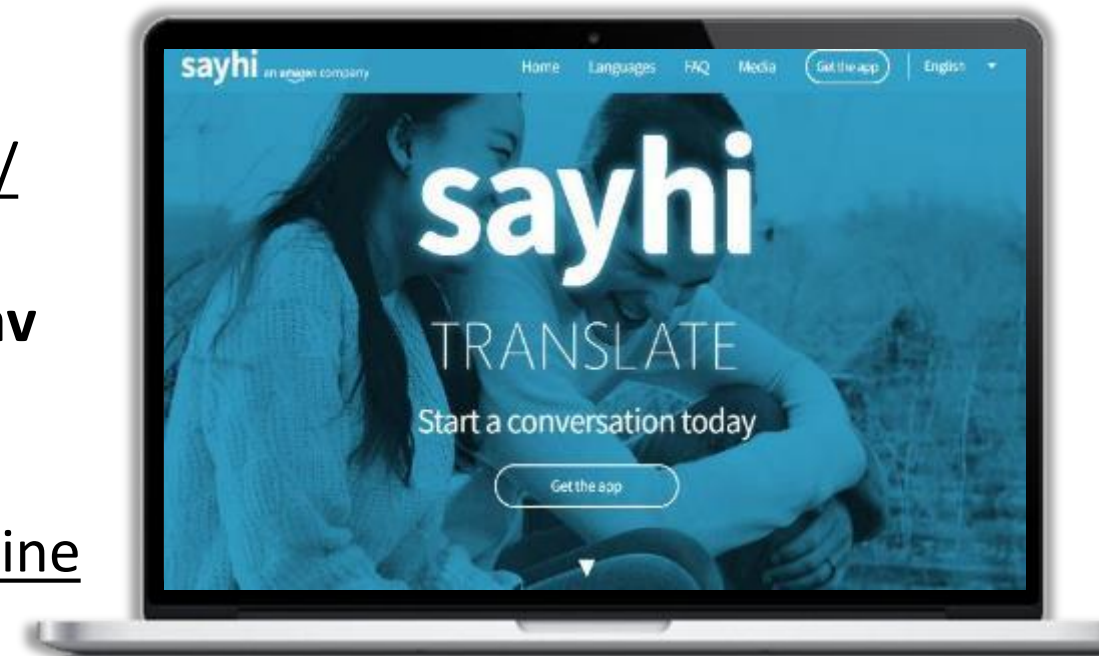 sayhi an amazon company Home Languages FAQ Media Get the app English
/
sayhi
av
TRANSLATE
Start a conversation today
Get the app
ine